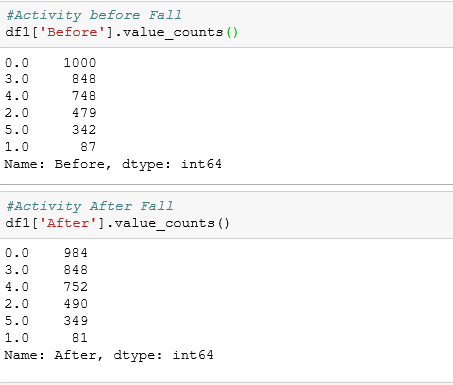 #Activity before Fall
df1['Before'].value_counts()
0.0    1000
3.0     848
4.0     748
2.0     479
5.0     342
1.0      87
Name: Before, dtype: int64
#Activity After Fall
df1['After'].value_counts()
0.0    984
3.0    848
4.0    752
2.0    490
5.0    349
1.0     81
Name: After, dtype: int64